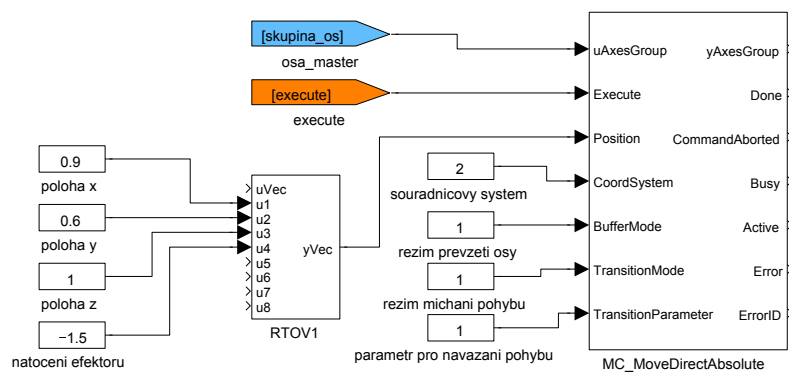 [skupina_os]
osa_master
[execute]
execute
0.9
poloha x
0.6
poloha y
1
poloha z
−1.5
natoceni efektoru
uVec
u1
u2
u3
u4
u5
u6
u7
u8
yVec
RTOV1
2
souradnicovy system
1
rezim prevzeti osy
1
rezim michani pohybu
1
parametr pro navazani pohybu
uAxesGroup
Execute
Position
CoordSystem
BufferMode
TransitionMode
TransitionParameter
yAxesGroup
Done
CommandAborted
Busy
Active
Error
ErrorID
MC_MoveDirectAbsolute